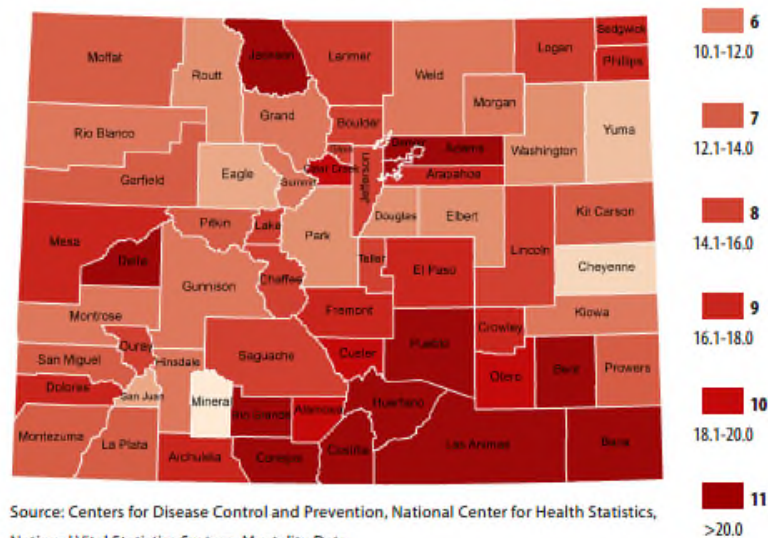 Sedgwick
Jackson
Larimer
Logan
Moffat
Phillips
Routt
Weld
Morgan
Grand
Boulder
Yuma
Rio Blanco
Adams
Washington
Eagle
Clear Creek
Arapahoe
Garfield
Summit
Jefferson
Douglas
Elbert
Kit Carson
Pitkin
Lake
Park
Mesa
Lincoln
Delta
Teller
El Paso
Cheyenne
Chaffee
Gunnison
Fremont
Kiowa
Montrose
Crowley
Ouray
Pueblo
Custer
Saguache
San Miguel
Hinsdale
Bent
Prowers
Otero
Dolores
San Juan
Mineral
Rio Grande
Alamosa
Huerfano
Montezuma
La Plata
Las Animas
Baca
Archuleta
Conejos
Costilla
6
10.1-12.0
7
12.1-14.0
8
14.1-16.0
9
16.1-18.0
10
18.1-20.0
11
>20.0
Source: Centers for Disease Control and Prevention, National Center for Health Statistics,